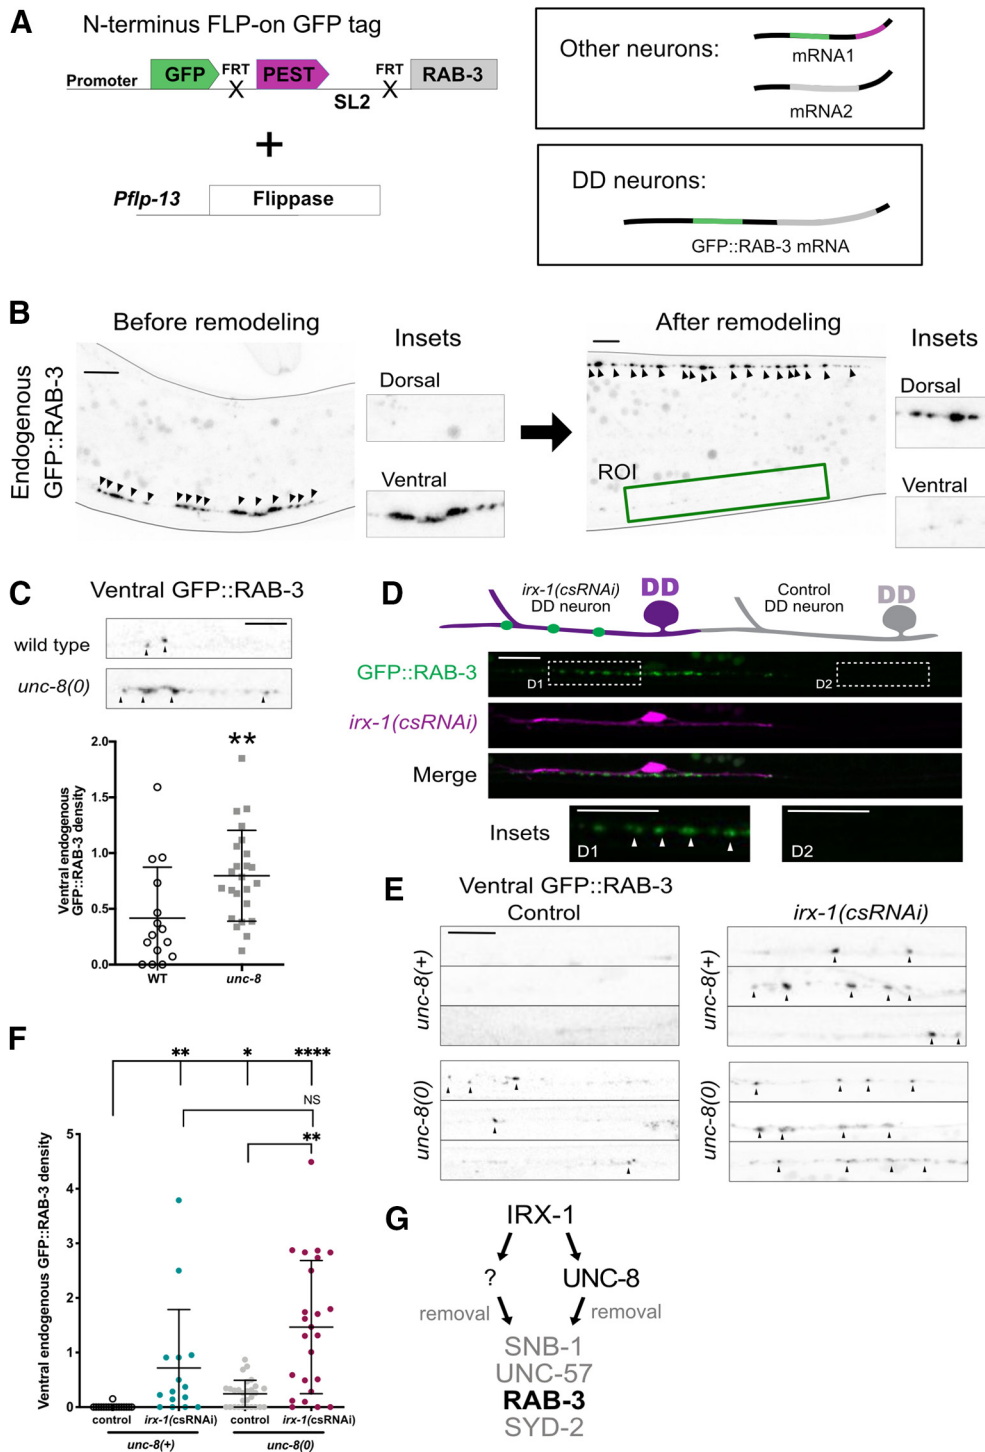 A
N-terminus FLP-on GFP tag
Promoter
GFP
FRT
X
PEST
SL2
FRT
X
RAB-3
+
Pflp-13
Flippase
Other neurons:
mRNA1
mRNA2
DD neurons:
GFP::RAB-3 mRNA
B
Before remodeling
Insets
After remodeling
Insets
Endogenous
GFP::RAB-3
Dorsal
Ventral
ROI
Dorsal
Ventral
C
Ventral GFP::RAB-3
wild type
unc-8(0)
**
Ventral endogenous
GFP::RAB-3 density
2.0
1.5
1.0
0.5
0.0
WT
unc-8
D
irx-1(csRNAi)
DD neuron
DD
Control
DD neuron
DD
GFP::RAB-3
D1
D2
irx-1(csRNAi)
Merge
Insets
D1
D2
E
Ventral GFP::RAB-3
Control
irx-1(csRNAi)
unc-8(+)
unc-8(+)
unc-8(0)
unc-8(0)
F
**
*
****
NS
**
Ventral endogenous GFP::RAB-3 density
5
4
3
2
1
0
control
irx-1(csRNAi)
control
irx-1(csRNAi)
unc-8(+)
unc-8(0)
G
IRX-1
?
UNC-8
removal
removal
SNB-1
UNC-57
RAB-3
SYD-2